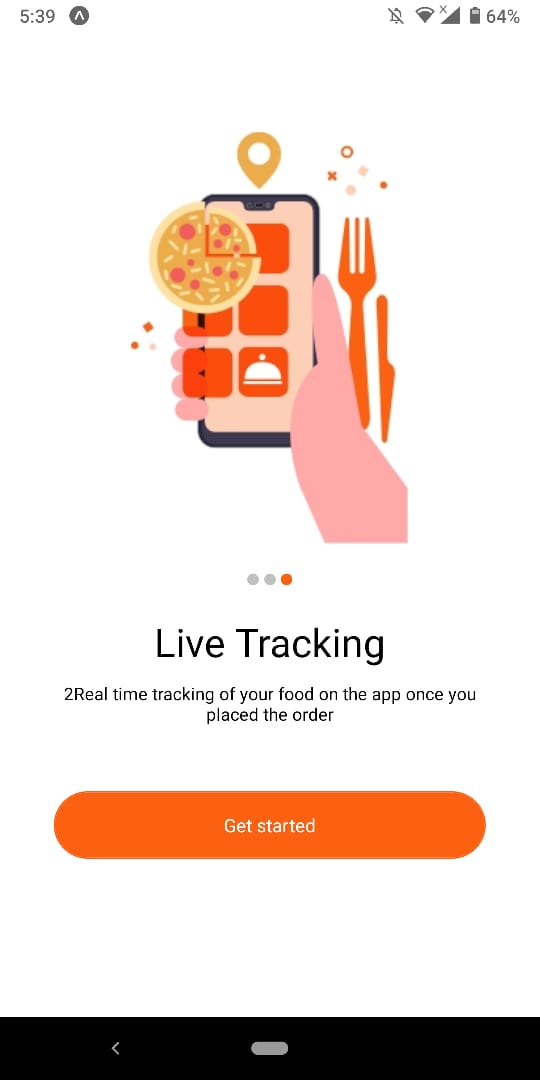 5:39
64%
Live Tracking
2Real time tracking of your food on the app once you
placed the order
Get started